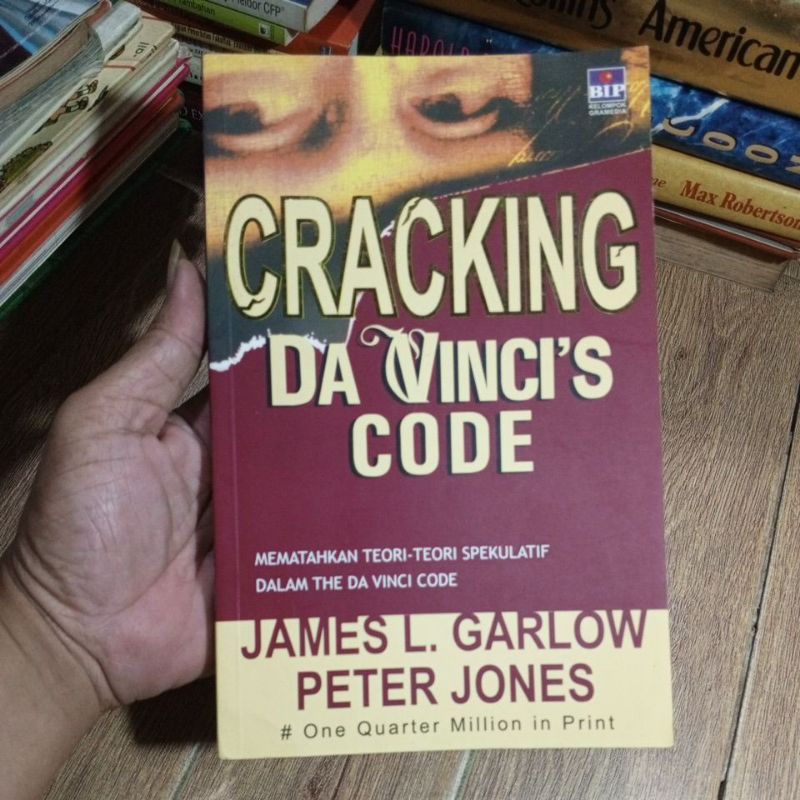 BIP
KELOMPOK
GRAMEDIA
CRACKING
DA VINCI'S
CODE
MEMATAHKAN TEORI-TEORI SPEKULATIF
DALAM THE DA VINCI CODE
JAMES L. GARLOW
PETER JONES
# One Quarter Million in Print
American
HAROLD
Max Robertson